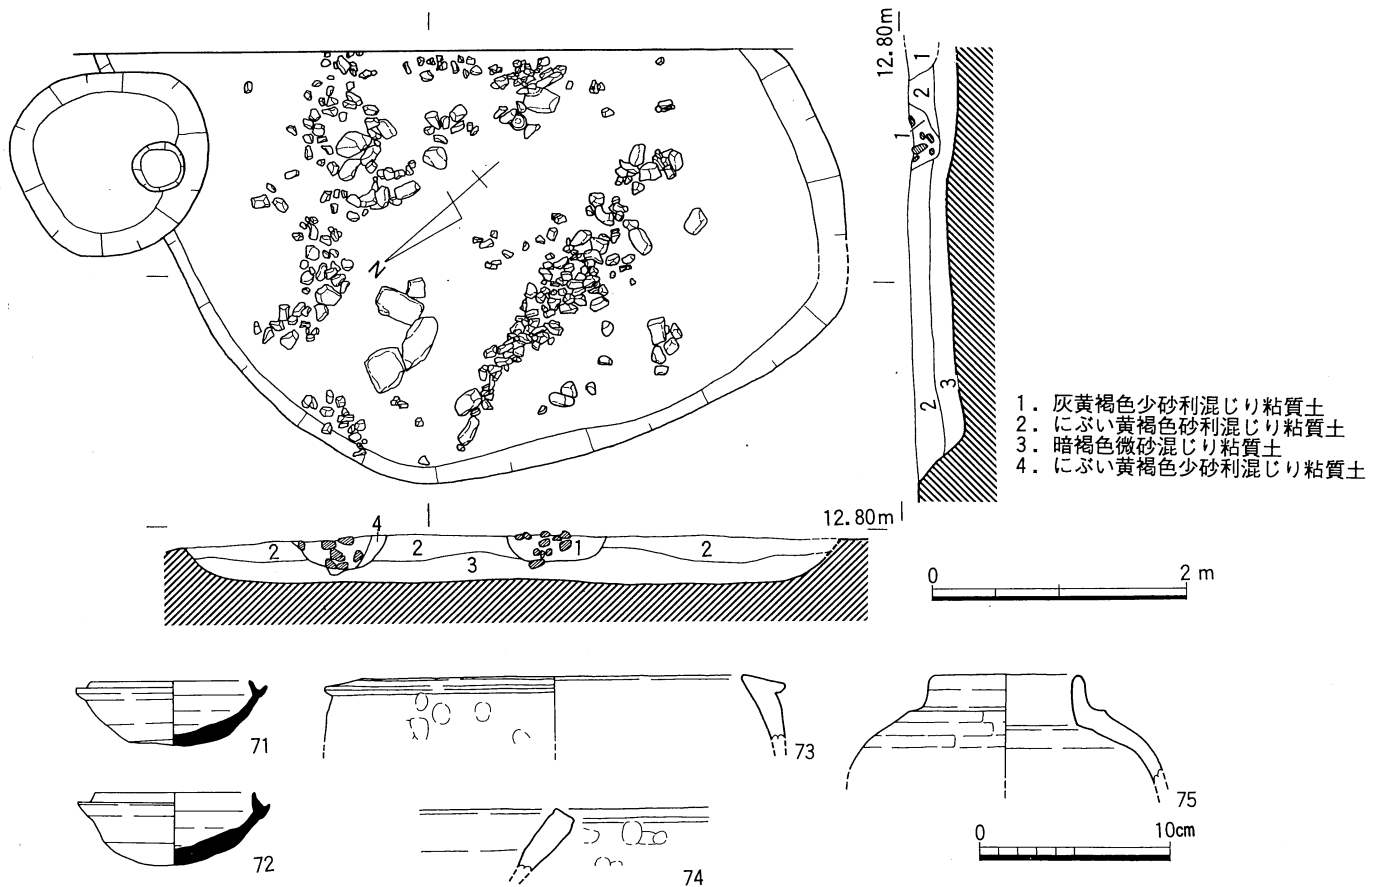 12.80m
1
2
1
N
3
2
1. 灰黄褐色少砂利混じり粘質土
2. にぶい黄褐色砂利混じり粘質土
3. 暗褐色微砂混じり粘質土
4. にぶい黄褐色少砂利混じり粘質土
12.80m
4
2
2
1
2
3
0 2 m
71
73
75
72
74
0 10cm